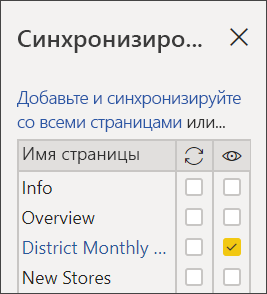 Синхронизиро...
Добавьте и синхронизируйте
со всеми страницами или...
Имя страницы
Info
Overview
District Monthly ...
New Stores